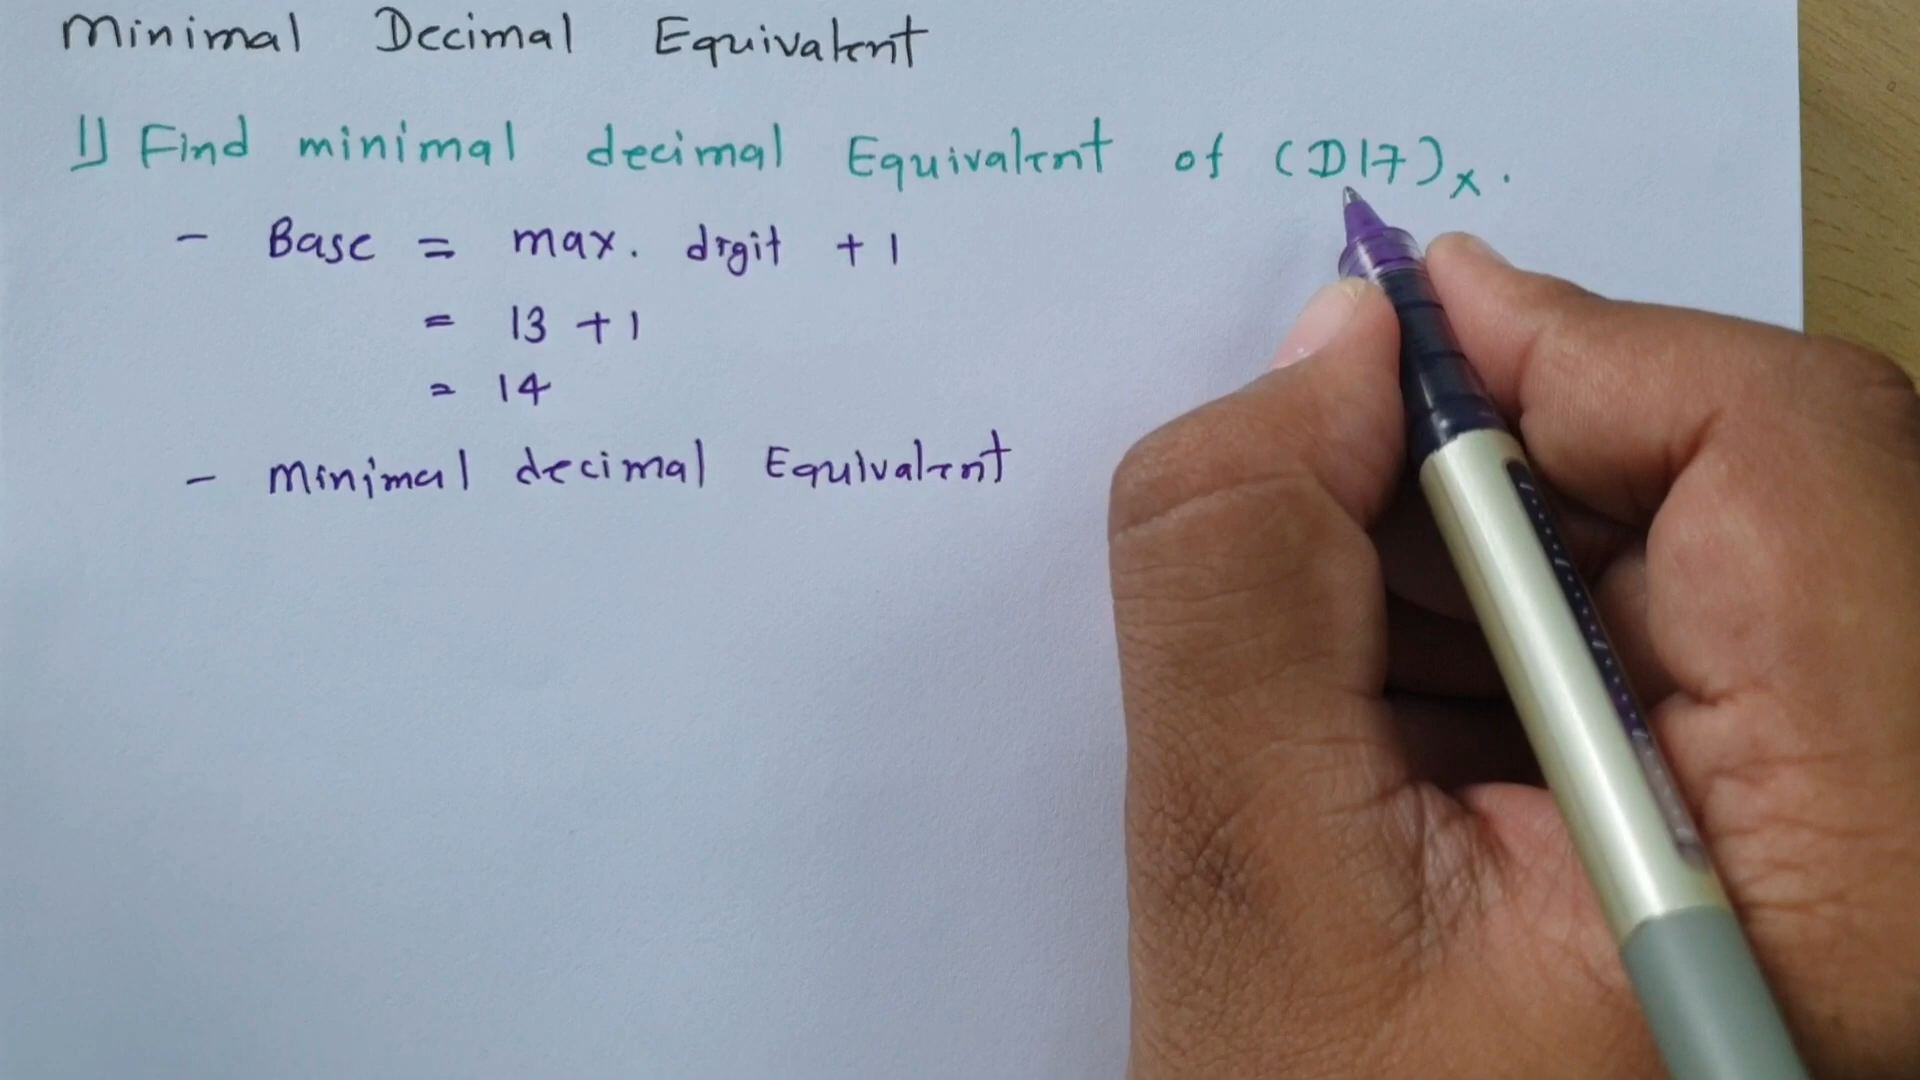 Minimal Decimal Equivalent
1) Find minimal decimal Equivalent of (D17)x.
- Base = max. digit + 1
= 13 + 1
= 14
- Minimal decimal Equivalent